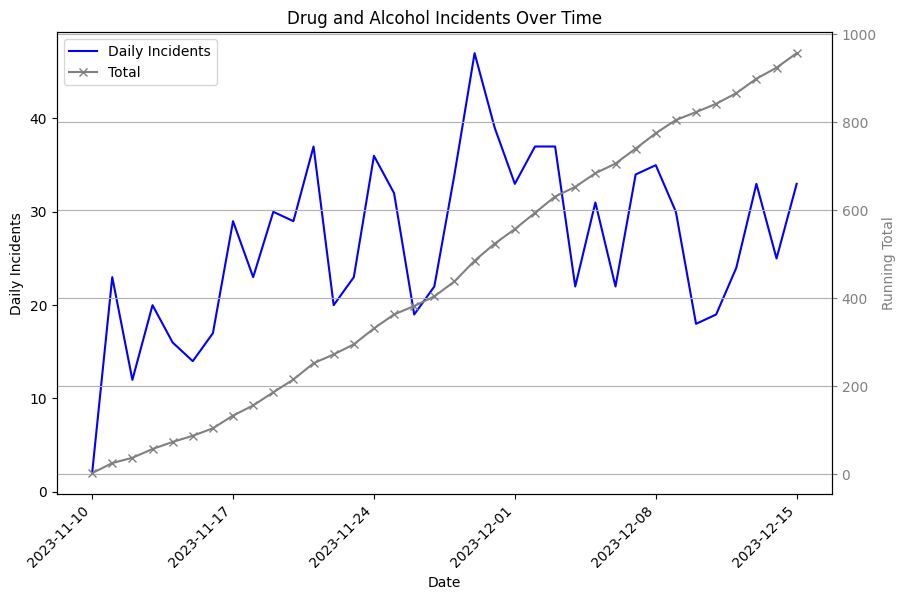 Drug and Alcohol Incidents Over Time
Daily Incidents
Total
Daily Incidents
40
30
20
10
0
1000
800
600
400
200
0
Running Total
2023-11-10
2023-11-17
2023-11-24
2023-12-01
2023-12-08
2023-12-15
Date